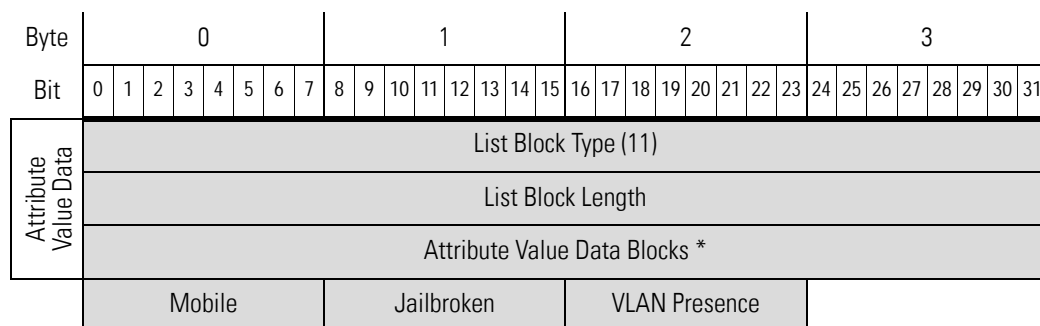 Byte 0 1 2 3
Bit 0 1 2 3 4 5 6 7 8 9 10 11 12 13 14 15 16 17 18 19 20 21 22 23 24 25 26 27 28 29 30 31
Attribute
Value Data
List Block Type (11)
List Block Length
Attribute Value Data Blocks *
Mobile Jailbroken VLAN Presence